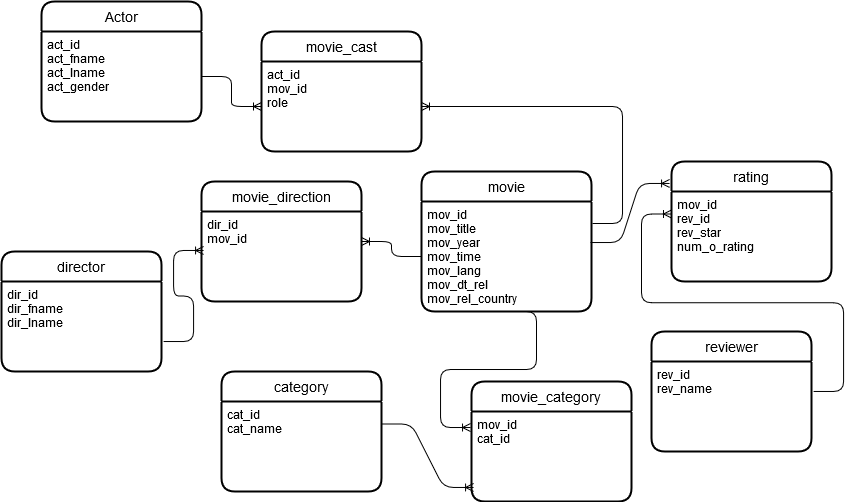 Actor
act_id
act_fname
act_lname
act_gender
movie_cast
act_id
mov_id
role
movie_direction
dir_id
mov_id
movie
mov_id
mov_title
mov_year
mov_time
mov_lang
mov_dt_rel
mov_rel_country
rating
mov_id
rev_id
rev_star
num_o_rating
director
dir_id
dir_fname
dir_lname
reviewer
rev_id
rev_name
category
cat_id
cat_name
movie_category
mov_id
cat_id